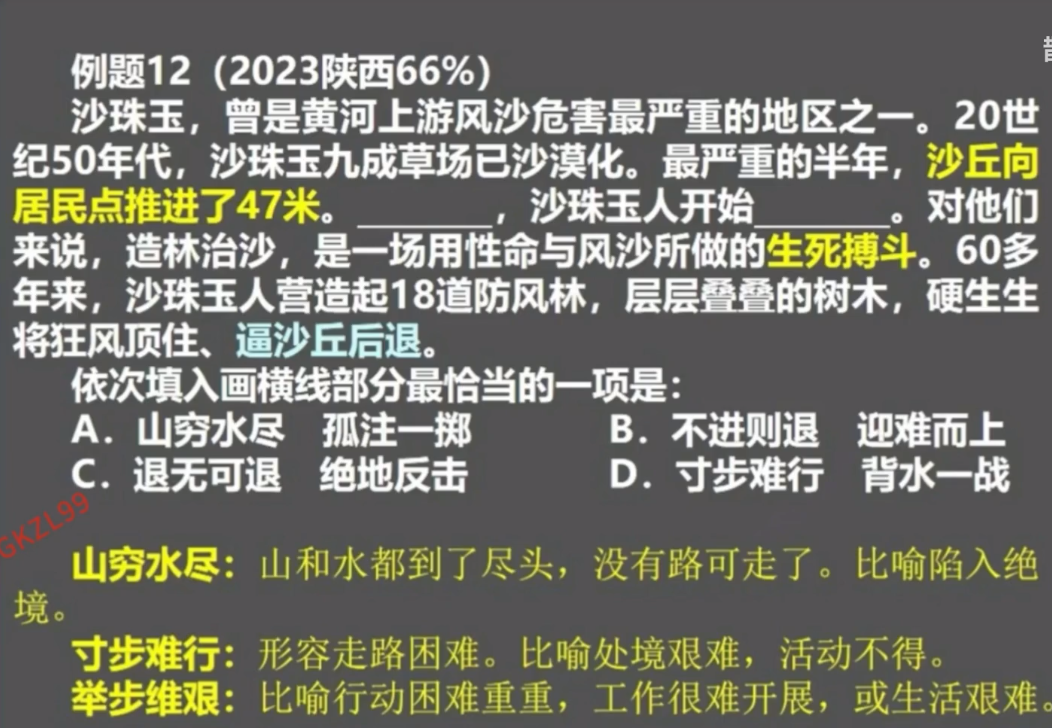 例题12（2023陕西66%）
沙珠玉，曾是黄河上游风沙危害最严重的地区之一。20世
纪50年代，沙珠玉九成草场已沙漠化。最严重的半年，沙丘向
居民点推进了47米。________，沙珠玉人开始________。对他们
来说，造林治沙，是一场用性命与风沙所做的生死搏斗。60多
年来，沙珠玉人营造起18道防风林，层层叠叠的树木，硬生生
将狂风顶住、逼沙丘后退。
依次填入画横线部分最恰当的一项是：
A．山穷水尽 孤注一掷 B．不进则退 迎难而上
C．退无可退 绝地反击 D．寸步难行 背水一战
GKZL99
山穷水尽：山和水都到了尽头，没有路可走了。比喻陷入绝
境。
寸步难行：形容走路困难。比喻处境艰难，活动不得。
举步维艰：比喻行动困难重重，工作很难开展，或生活艰难。